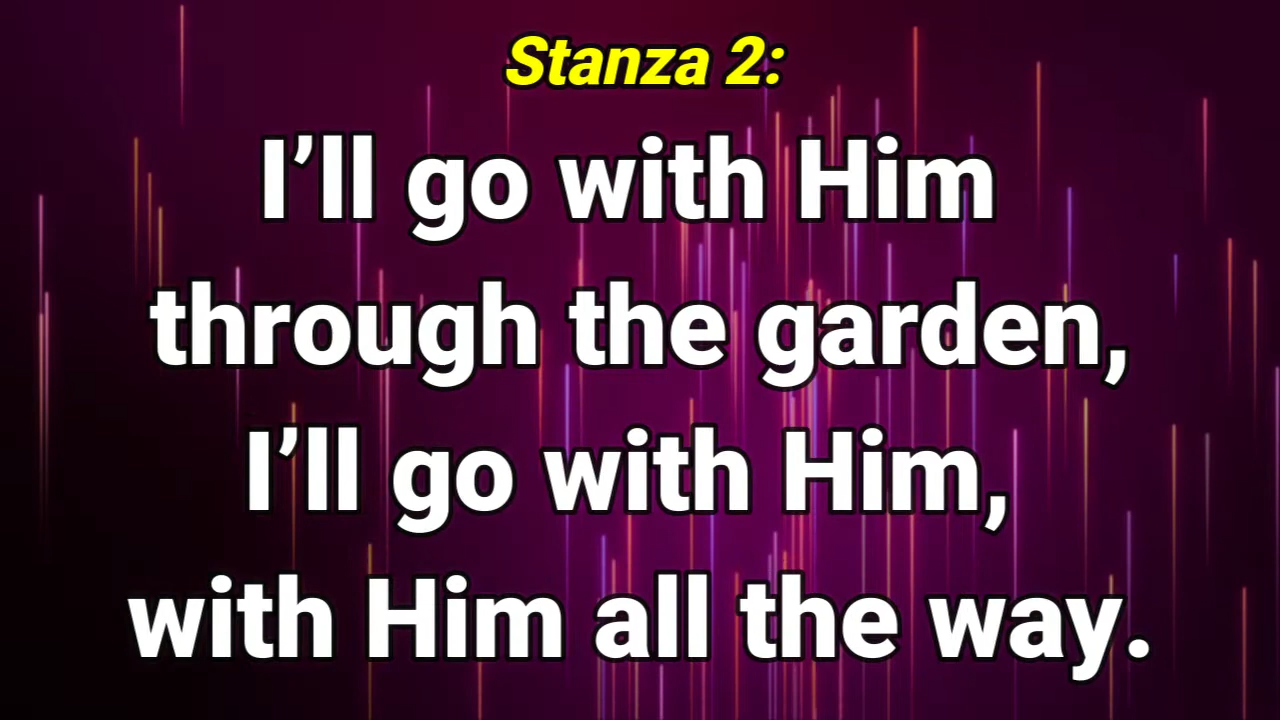 Stanza 2:
I’ll go with Him
through the garden,
I’ll go with Him,
with Him all the way.